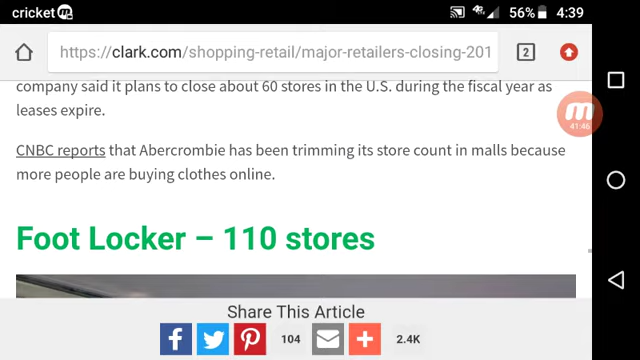 cricket 4G 56% 4:39
https://clark.com/shopping-retail/major-retailers-closing-201 2
company said it plans to close about 60 stores in the U.S. during the fiscal year as
leases expire.
41:46
CNBC reports that Abercrombie has been trimming its store count in malls because
more people are buying clothes online.
Foot Locker – 110 stores
Share This Article
104 2.4K